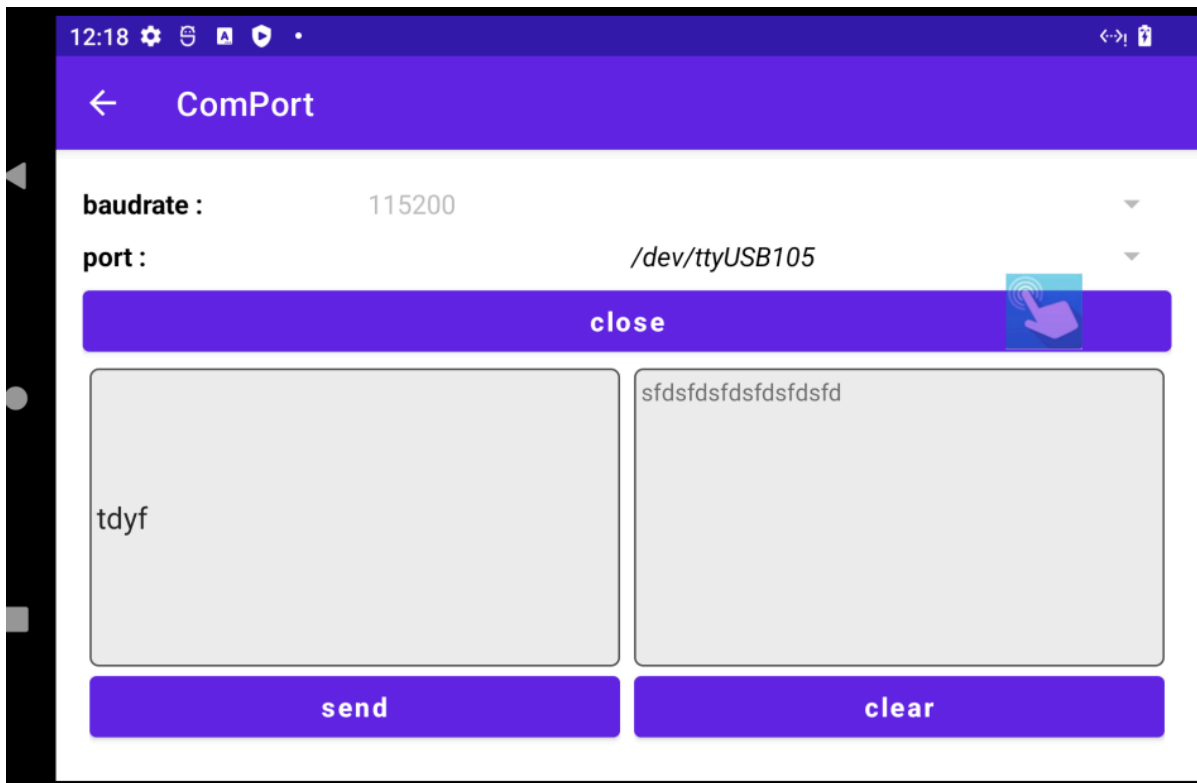 12:18
ComPort
baudrate : 115200
port : /dev/ttyUSB105
close
tdyf
sfdsfdsfdsfdsfdsfd
send
clear